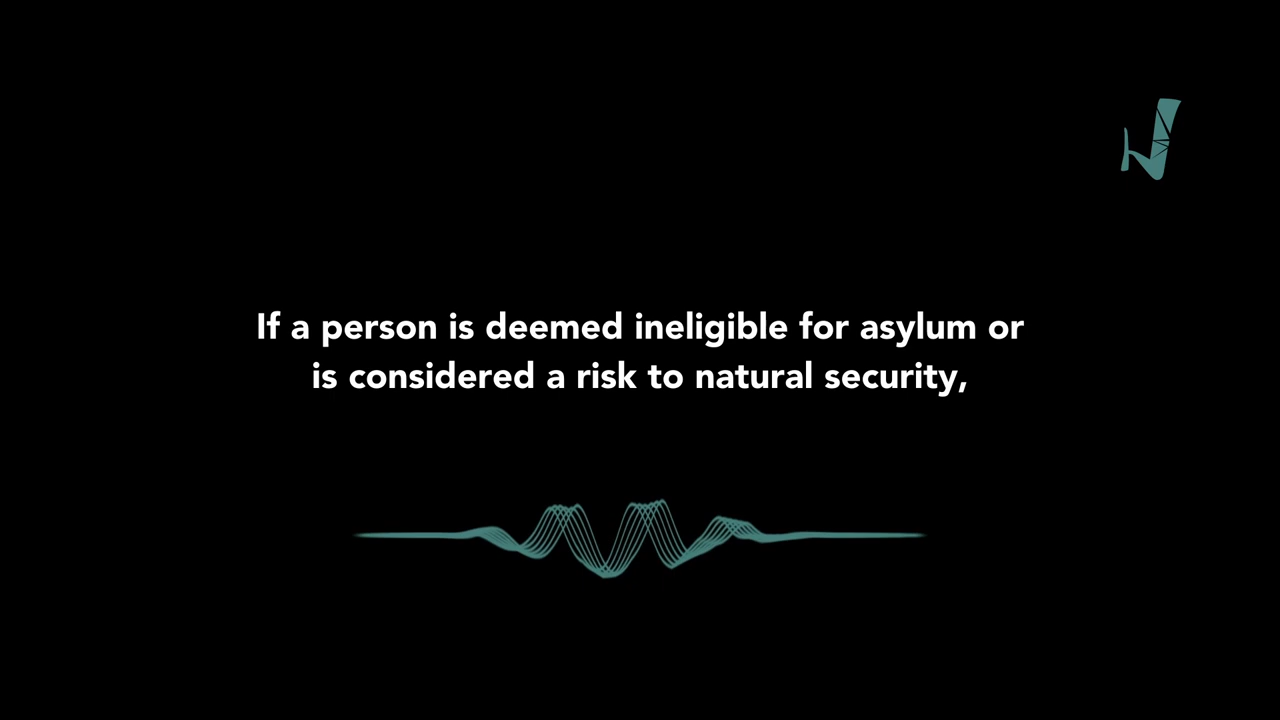 If a person is deemed ineligible for asylum or
is considered a risk to natural security,